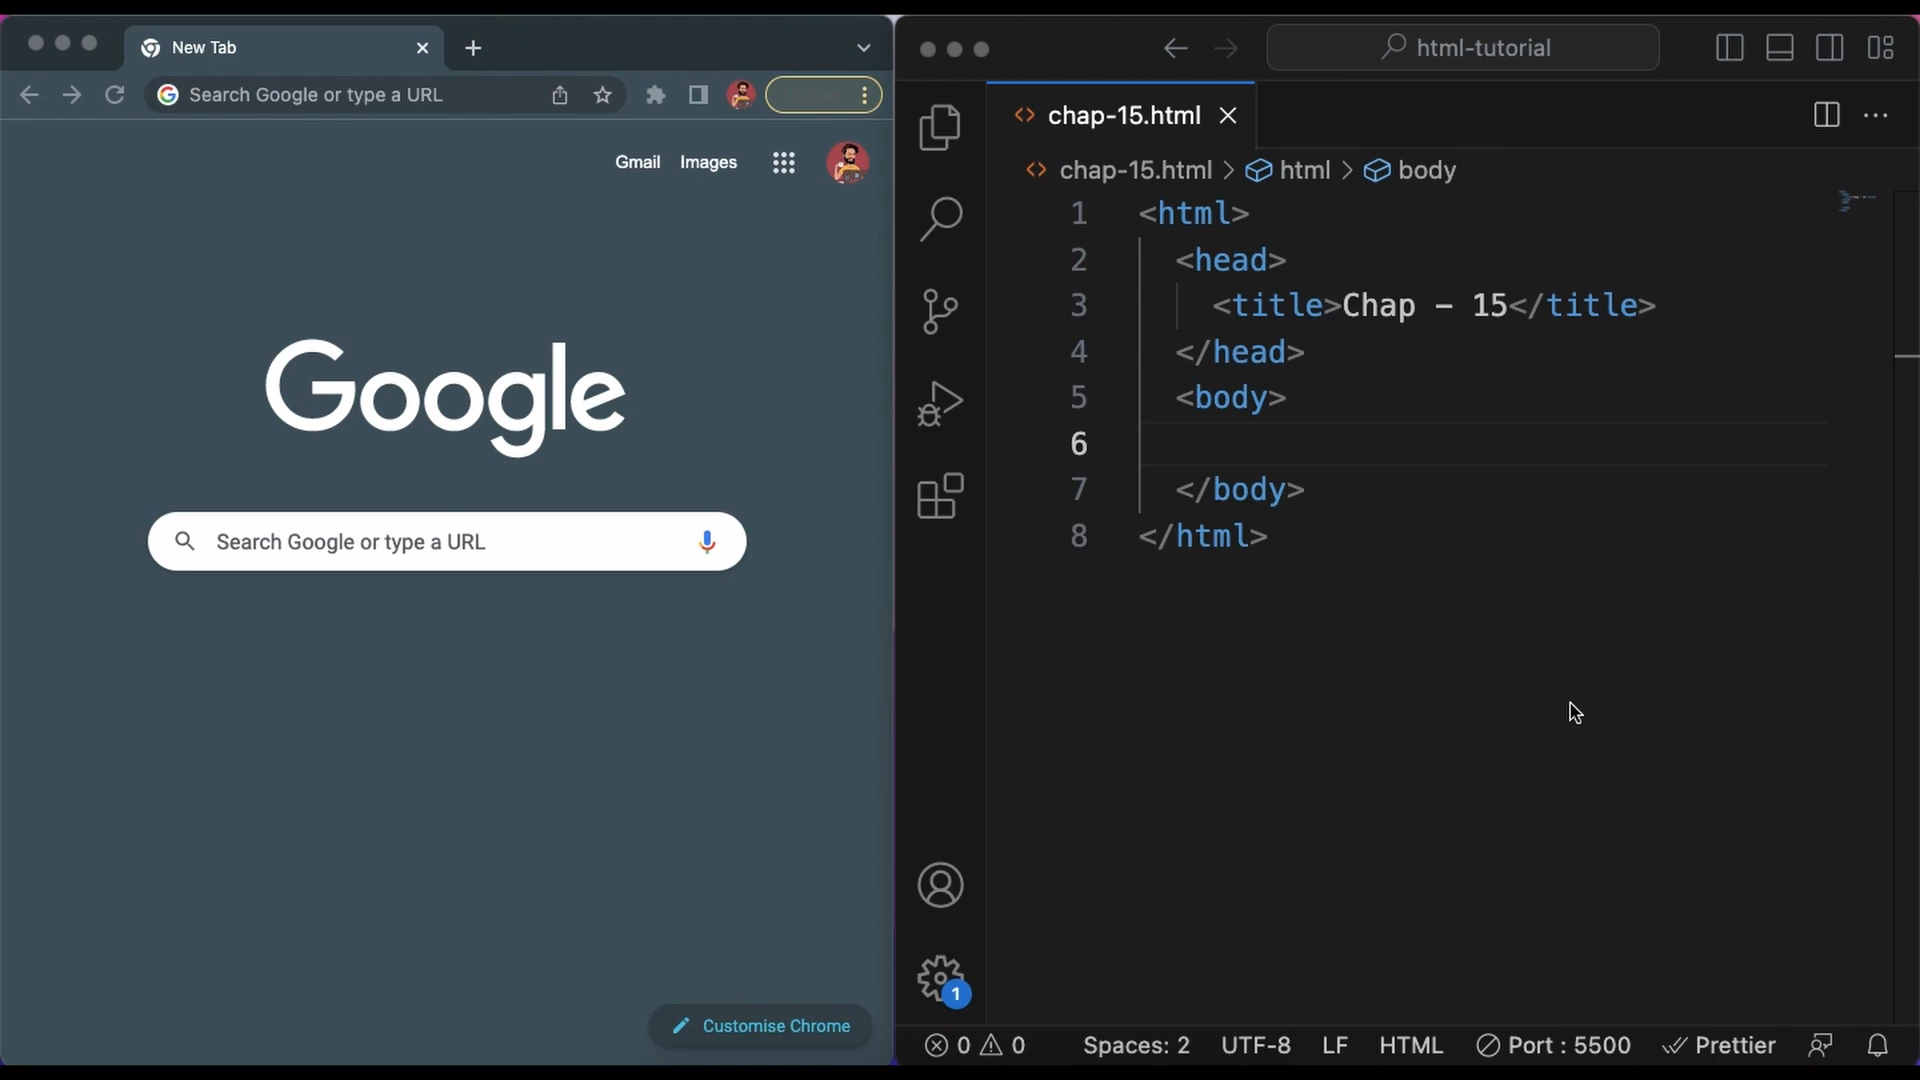 New Tab
Search Google or type a URL
Gmail Images
Google
Search Google or type a URL
Customise Chrome
html-tutorial
chap-15.html
chap-15.html > html > body
1 <html>
2 <head>
3 <title>Chap - 15</title>
4 </head>
5 <body>
6
7 </body>
8 </html>
1
0 0 Spaces: 2 UTF-8 LF HTML Port : 5500 Prettier